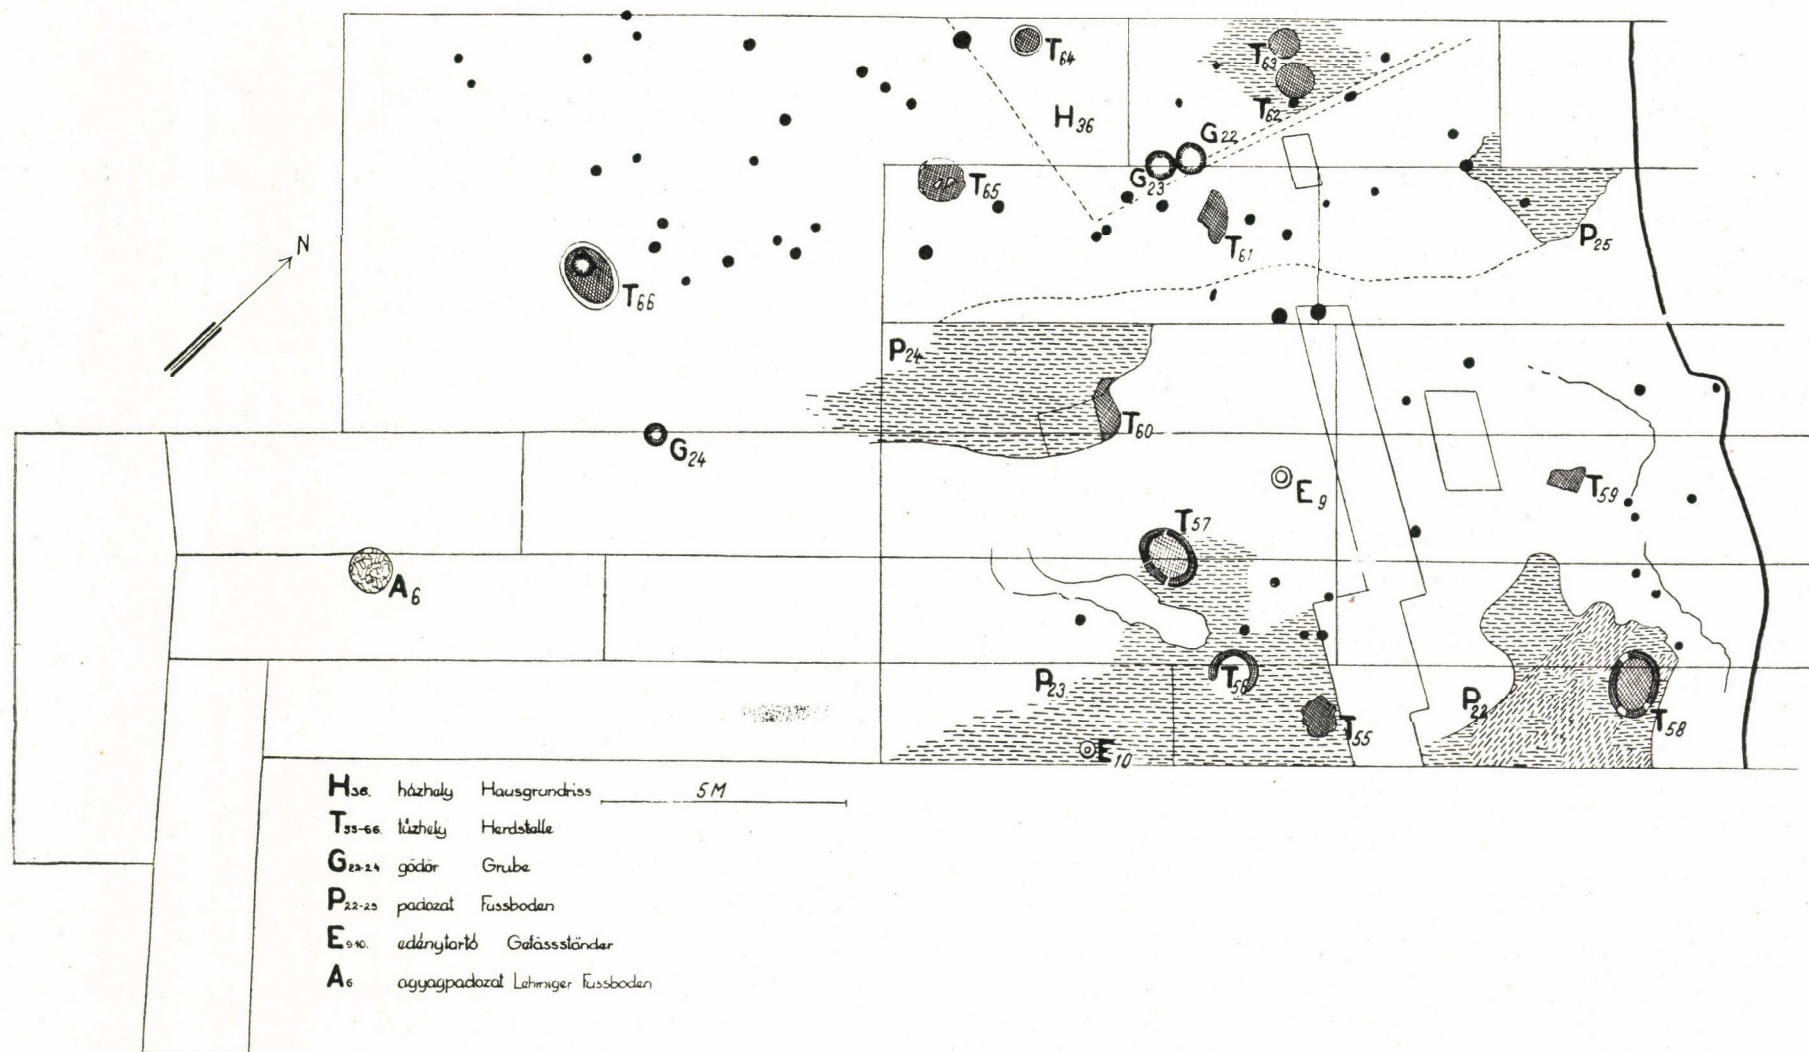 T64
T63
T62
H36
G22
G23
T65
T61
P25
N
T66
P24
T60
G24
E9
T59
T57
A6
P23
T56
P22
T58
T55
E10
H36. házhely Hausgrundriss 5M
T55-66. tűzhely Herdstelle
G22-24 gödör Grube
P22-25 padozat Fussboden
E9-10. edénytartó Gefässständer
A6 agyagpadozat Lehmiger Fussboden